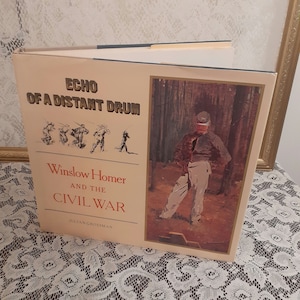 ECHO
OF A DISTANT DRUM
Winslow Homer
AND THE
CIVIL WAR